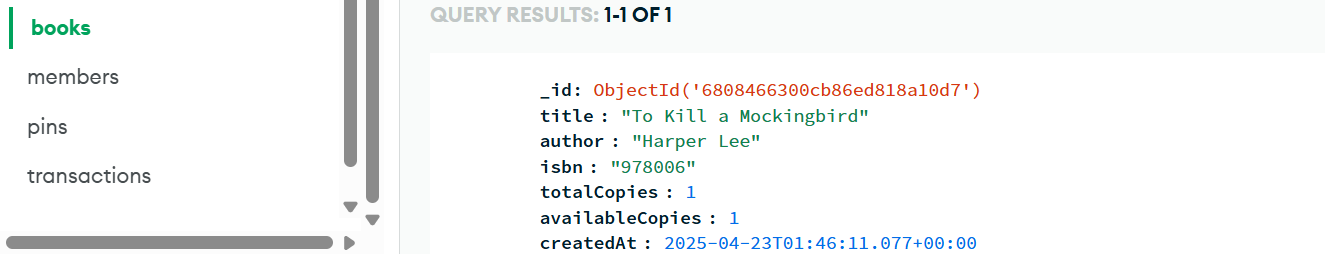 books
members
pins
transactions
QUERY RESULTS: 1-1 OF 1
_id: ObjectId('6808466300cb86ed818a10d7')
title : "To Kill a Mockingbird"
author : "Harper Lee"
isbn : "978006"
totalCopies : 1
availableCopies : 1
createdAt : 2025-04-23T01:46:11.077+00:00